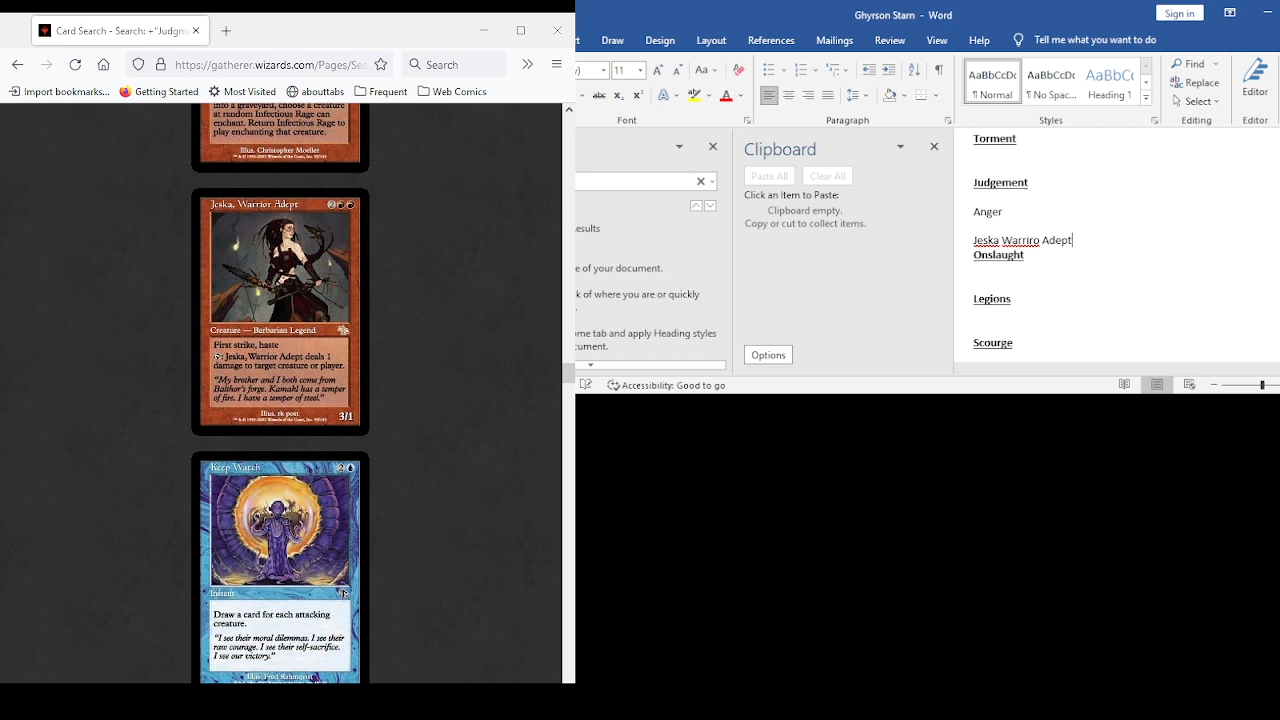 Card Search - Search: +"Judgm
https://gatherer.wizards.com/Pages/Sea
Search
Import bookmarks...
Getting Started
Most Visited
abouttabs
Frequent
Web Comics
into a graveyard, choose a creature
at random Infectious Rage can
enchant. Return Infectious Rage to
play enchanting that creature.
Illus. Christopher Moeller
Jeska, Warrior Adept
2
Creature — Barbarian Legend
First strike, haste
: Jeska, Warrior Adept deals 1
damage to target creature or player.
"My brother and I both come from
Balthor's forge. Kamahl has a temper
of fire. I have a temper of steel."
Illus. rk post
3/1
Keep Watch
2
Instant
Draw a card for each attacking
creature.
"I see their moral dilemmas. I see their
raw courage. I see their self-sacrifice.
I see our victory."
Illus. Fred Rahmqvist
Ghyrson Starn - Word
Sign in
Draw
Design
Layout
References
Mailings
Review
View
Help
Tell me what you want to do
11
Aa
abc
x₂
x²
A
Font
Paragraph
AaBbCcDc
¶ Normal
AaBbCcDc
¶ No Spac...
AaBbCc
Heading 1
Styles
Find
Replace
Select
Editing
Editor
Editor
esults
e of your document.
k of where you are or quickly
ome tab and apply Heading styles
cument.
Clipboard
Paste All
Clear All
Click an Item to Paste:
Clipboard empty.
Copy or cut to collect items.
Options
Torment
Judgement
Anger
Jeska Warriro Adept
Onslaught
Legions
Scourge
Accessibility: Good to go